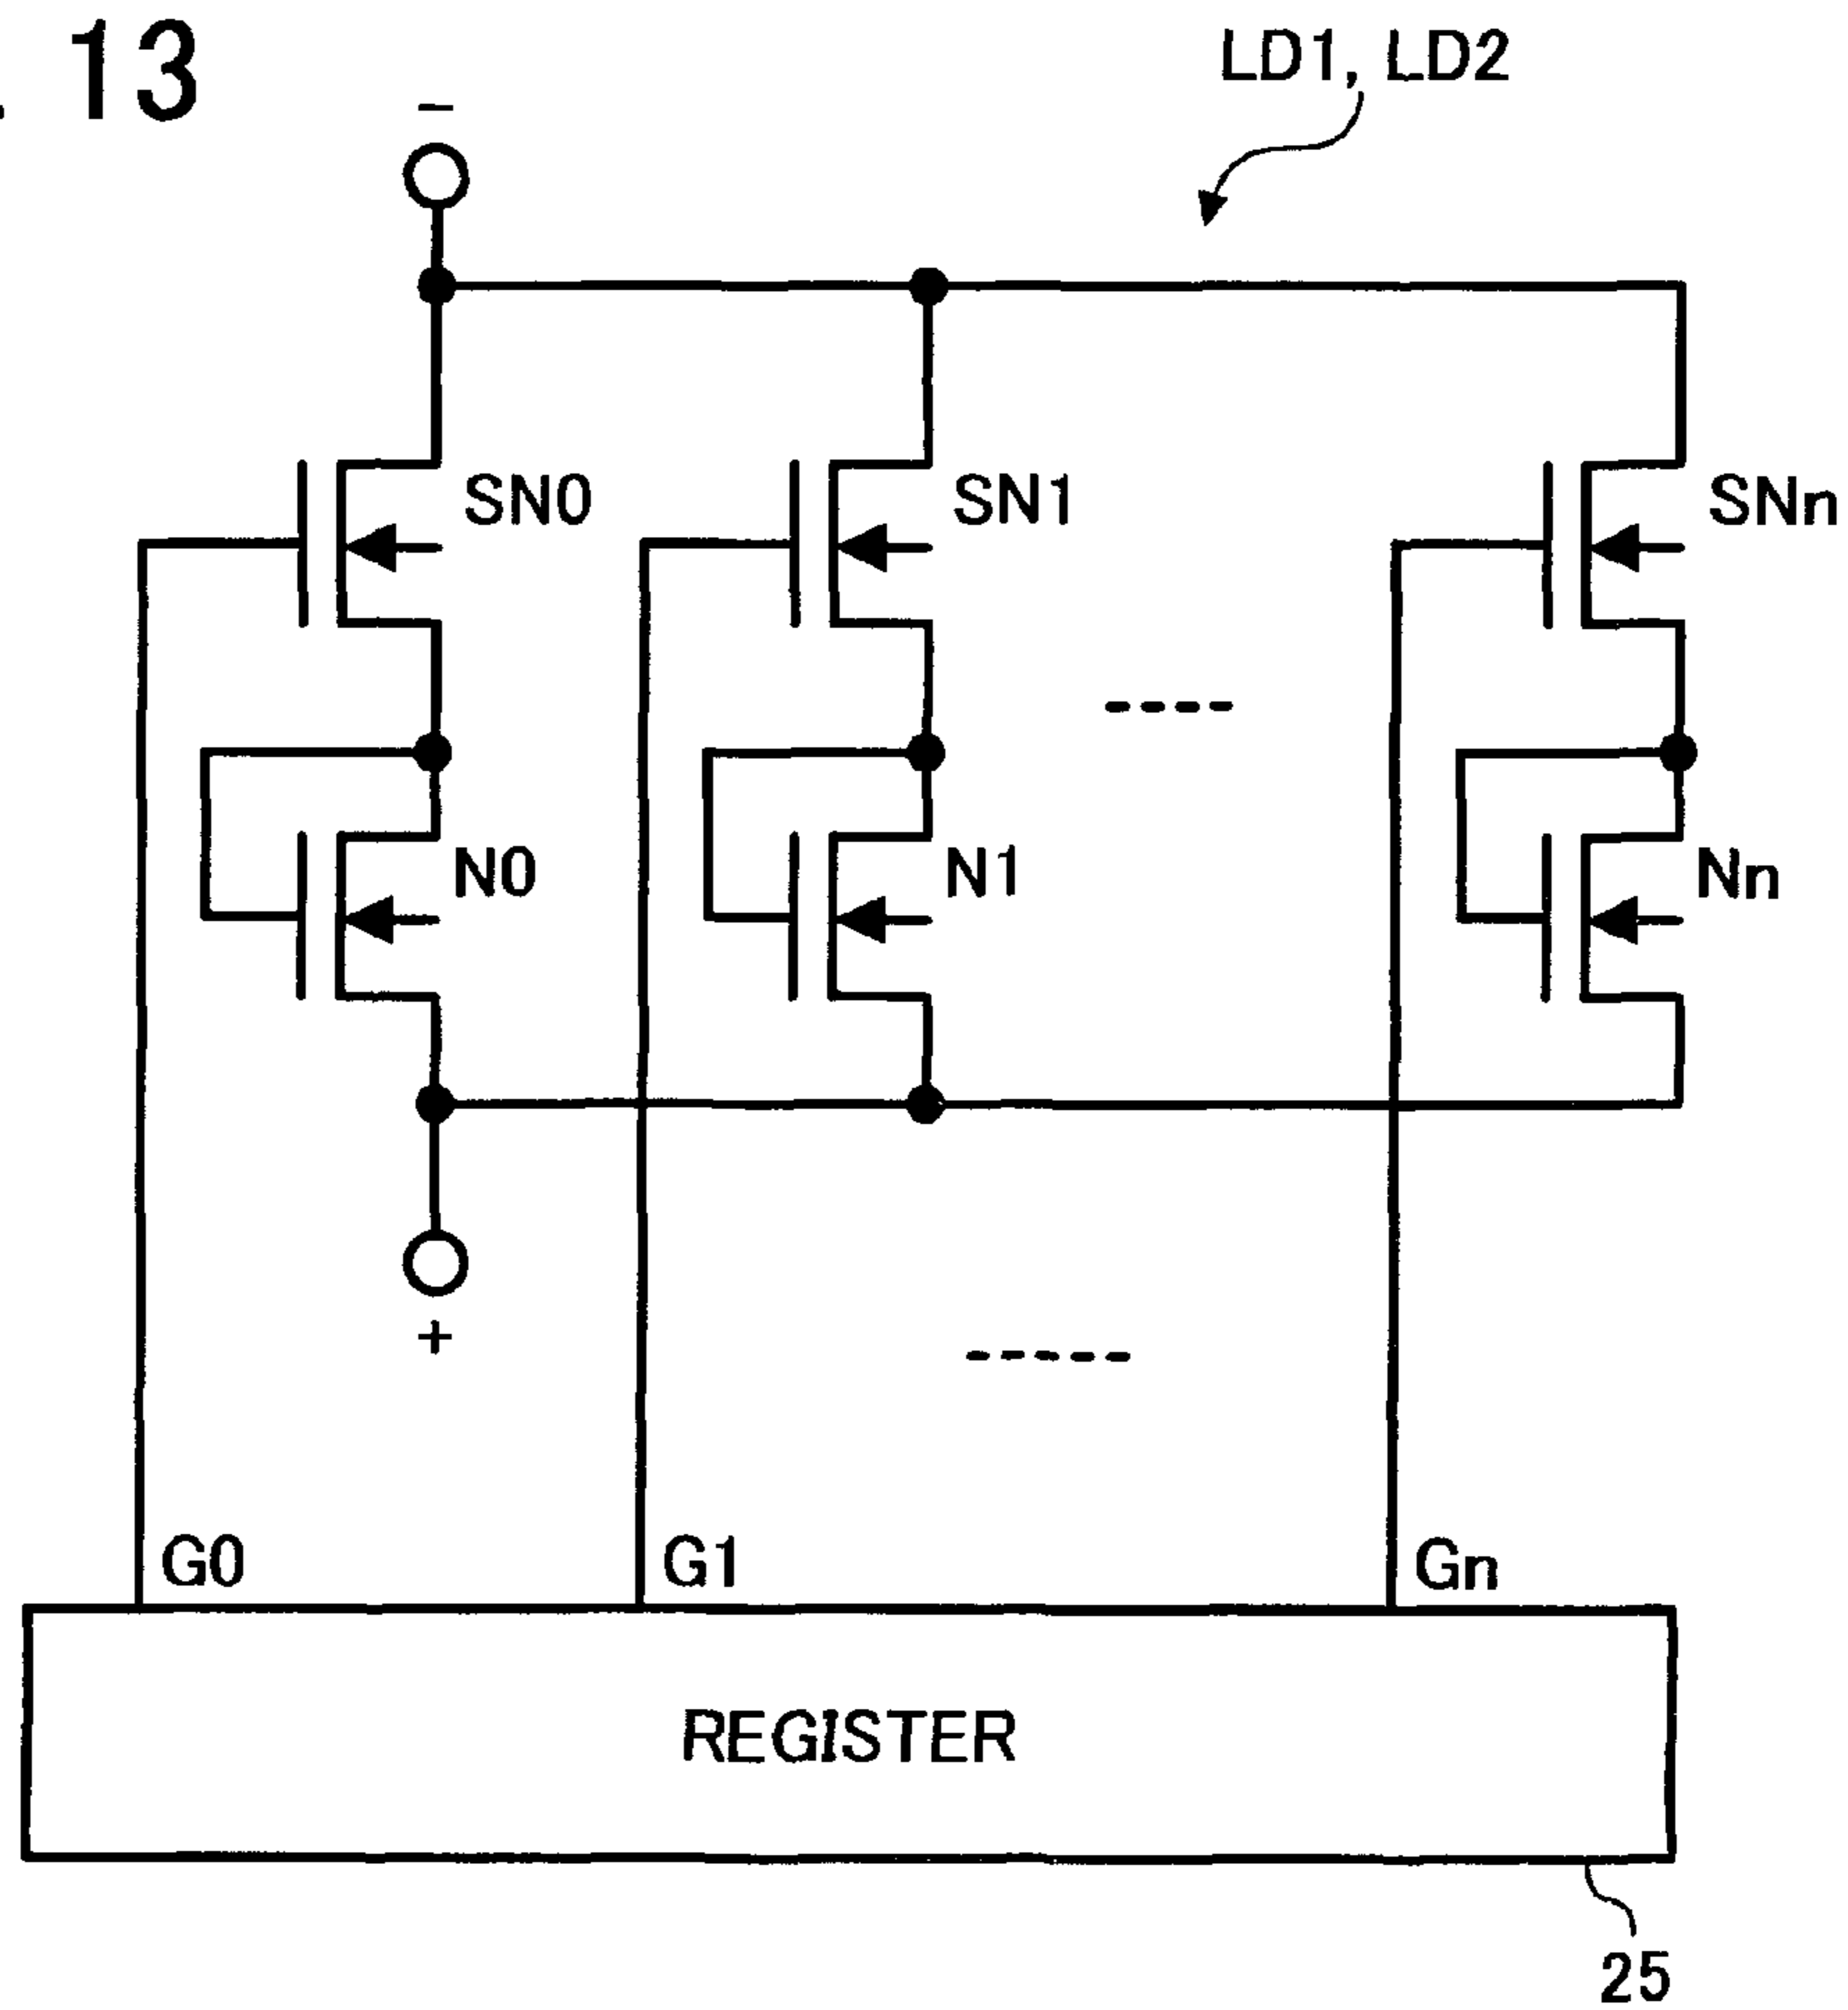 . 13
LD1, LD2
−
SN0
SN1
SNn
N0
N1
Nn
+
G0
G1
Gn
REGISTER
25